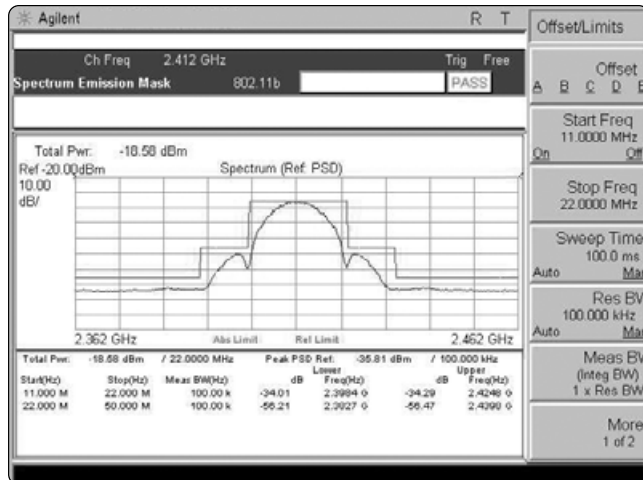 Agilent R T
Ch Freq 2.412 GHz Trig Free
Spectrum Emission Mask 802.11b PASS
Total Pwr: -18.58 dBm
Ref -20.00dBm Spectrum (Ref: PSD)
10.00
dB/
2.362 GHz Abs Limit Rel Limit 2.462 GHz
Total Pwr: -18.58 dBm / 22.0000 MHz Peak PSD Ref: -35.81 dBm / 100.000 kHz
Lower Upper
Start(Hz) Stop(Hz) Meas BW(Hz) dB Freq(Hz) dB Freq(Hz)
11.000 M 22.000 M 100.00 k -34.01 2.3984 G -34.29 2.4248 G
22.000 M 50.000 M 100.00 k -56.21 -56.47
Offset/Limits
Offset
A B C D E
Start Freq
11.0000 MHz
On Off
Stop Freq
22.0000 MHz
Sweep Time
100.0 ms
Auto Ma
Res BW
100.000 kHz
Auto Ma
Meas BW
(Integ BW)
1 x Res BW
More
1 of 2